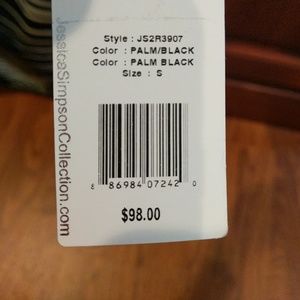 Style : JS2R3907
Color : PALM/BLACK
Color : PALM BLACK
Size : S
8 86984 07242 0
$98.00
JessicaSimpsonCollection.com